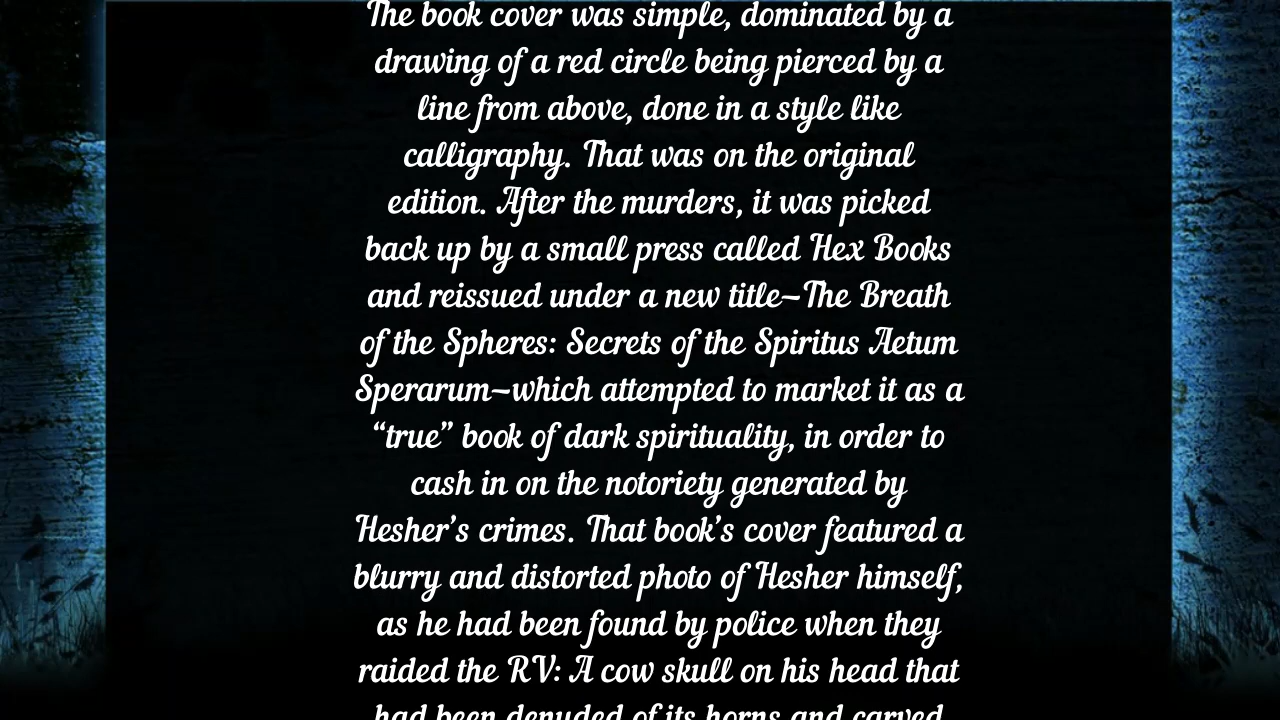 The book cover was simple, dominated by a
drawing of a red circle being pierced by a
line from above, done in a style like
calligraphy. That was on the original
edition. After the murders, it was picked
back up by a small press called Hex Books
and reissued under a new title—The Breath
of the Spheres: Secrets of the Spiritus Aetum
Sperarum—which attempted to market it as a
“true” book of dark spirituality, in order to
cash in on the notoriety generated by
Hesher’s crimes. That book’s cover featured a
blurry and distorted photo of Hesher himself,
as he had been found by police when they
raided the RV: A cow skull on his head that
had been denuded of its horns and carved